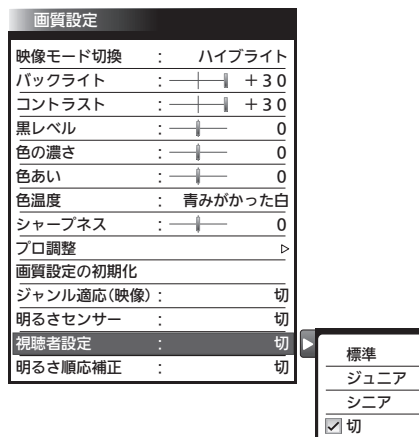 画質設定
映像モード切換 : ハイブライト
バックライト : +30
コントラスト : +30
黒レベル : 0
色の濃さ : 0
色あい : 0
色温度 : 青みがかった白
シャープネス : 0
プロ調整
画質設定の初期化
ジャンル適応(映像) : 切
明るさセンサー : 切
視聴者設定 : 切
明るさ順応補正 : 切
標準
ジュニア
シニア
切